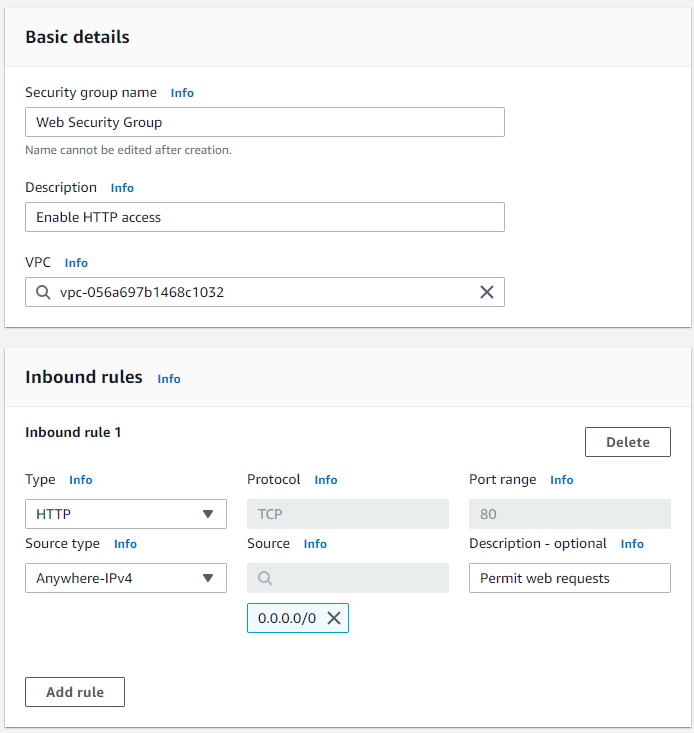 Basic details
Security group name Info
Web Security Group
Name cannot be edited after creation.
Description Info
Enable HTTP access
VPC Info
vpc-056a697b1468c1032
Inbound rules Info
Inbound rule 1
Delete
Type Info Protocol Info Port range Info
HTTP TCP 80
Source type Info Source Info Description - optional Info
Anywhere-IPv4 Permit web requests
0.0.0.0/0
Add rule